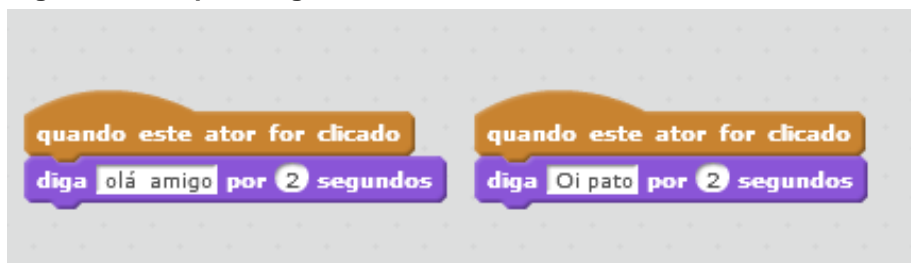 quando este ator for clicado
diga olá amigo por 2 segundos
quando este ator for clicado
diga Oi pato por 2 segundos